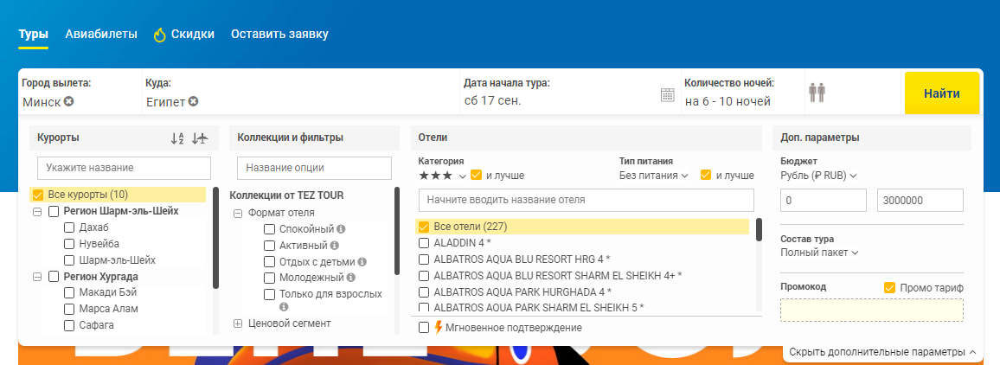 Туры Авиабилеты Скидки Оставить заявку
Город вылета: Куда: Дата начала тура: Количество ночей:
Минск Египет сб 17 сен. на 6 - 10 ночей Найти
Курорты
Укажите название
Все курорты (10)
Регион Шарм-эль-Шейх
Дахаб
Нувейба
Шарм-эль-Шейх
Регион Хургада
Макади Бэй
Марса Алам
Сафага
Коллекции и фильтры
Название опции
Коллекции от TEZ TOUR
Формат отеля
Спокойный
Активный
Отдых с детьми
Молодежный
Только для взрослых
Ценовой сегмент
Отели
Категория Тип питания
и лучше Без питания и лучше
Начните вводить название отеля
Все отели (227)
ALADDIN 4 *
ALBATROS AQUA BLU RESORT HRG 4 *
ALBATROS AQUA BLU RESORT SHARM EL SHEIKH 4+ *
ALBATROS AQUA PARK HURGHADA 4 *
ALBATROS AQUA PARK SHARM EL SHEIKH 5 *
Мгновенное подтверждение
Доп. параметры
Бюджет
Рубль (₽ RUB)
0 3000000
Состав тура
Полный пакет
Промокод Промо тариф
Скрыть дополнительные параметры